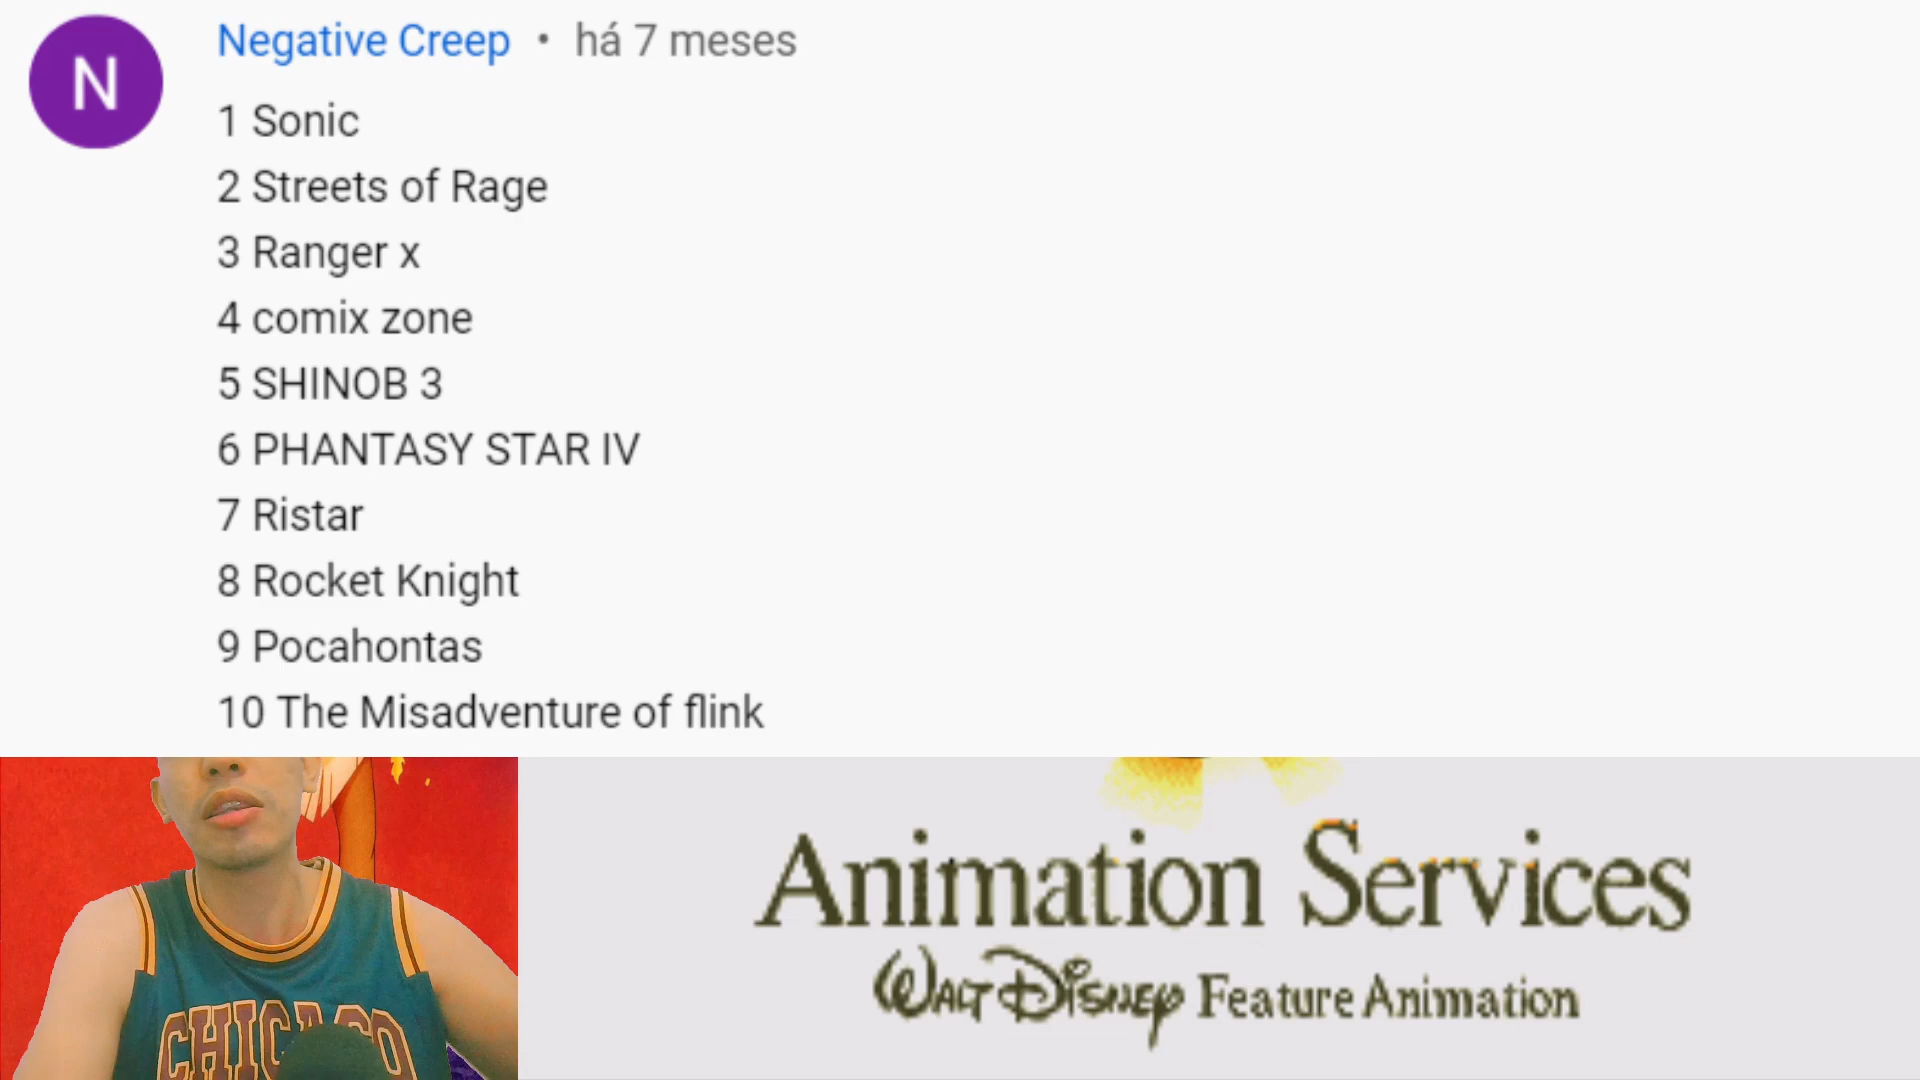 N
Negative Creep • há 7 meses
1 Sonic
2 Streets of Rage
3 Ranger x
4 comix zone
5 SHINOB 3
6 PHANTASY STAR IV
7 Ristar
8 Rocket Knight
9 Pocahontas
10 The Misadventure of flink
CHICAGO
Animation Services
WALT DISNEY Feature Animation